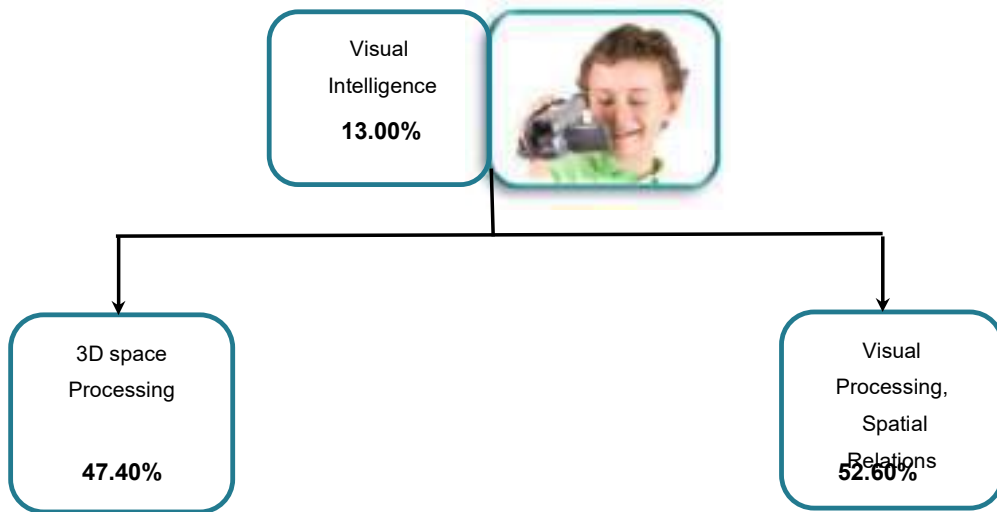 Visual
Intelligence
13.00%
3D space
Processing
47.40%
Visual
Processing,
Spatial
Relations
52.60%